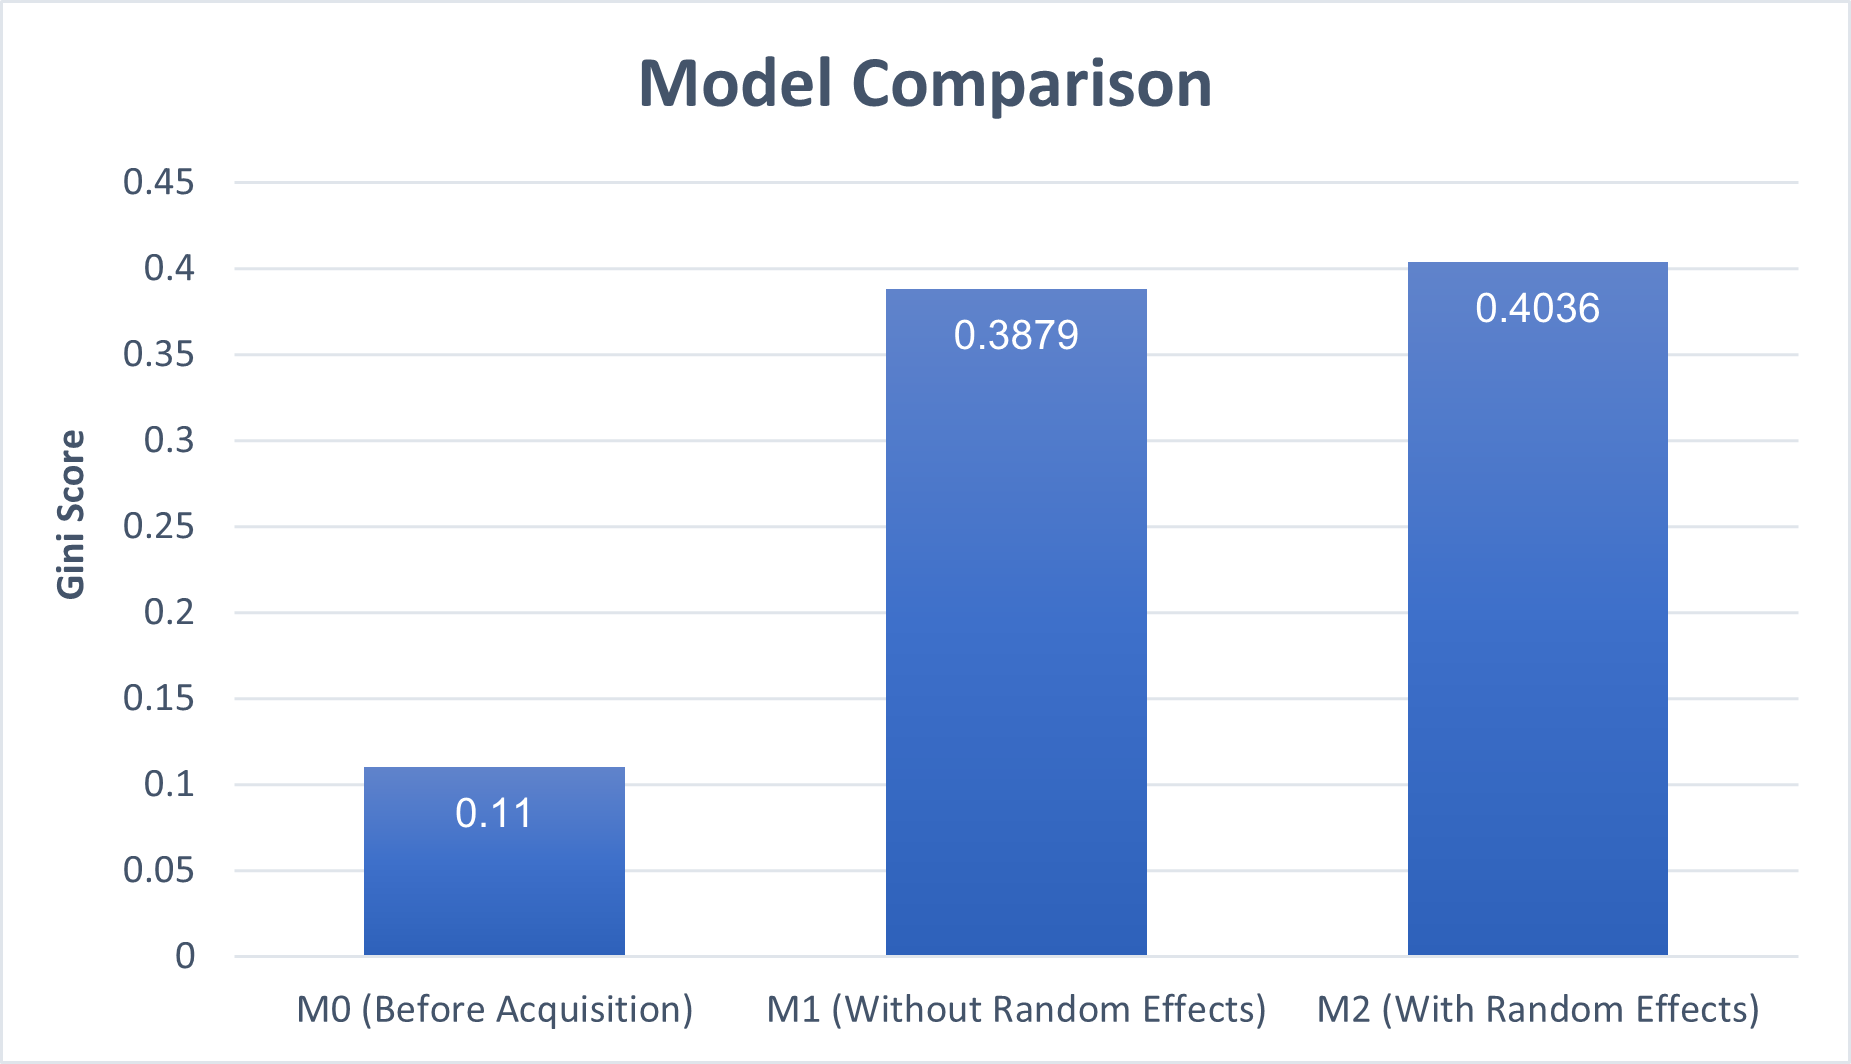 Model Comparison
0.45
0.4
0.35
0.3
0.25
0.2
0.15
0.1
0.05
0
Gini Score
0.11
0.3879
0.4036
M0 (Before Acquisition)
M1 (Without Random Effects)
M2 (With Random Effects)